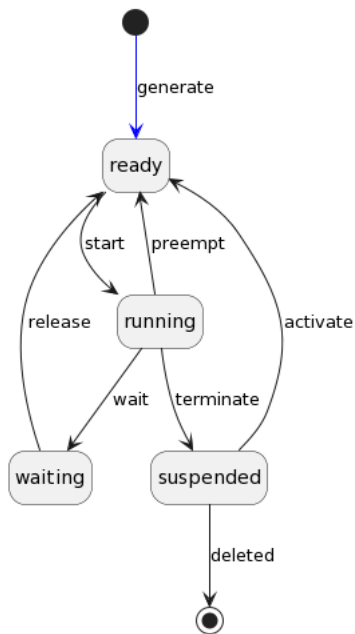 generate
ready
start
preempt
running
release
activate
wait
terminate
waiting
suspended
deleted